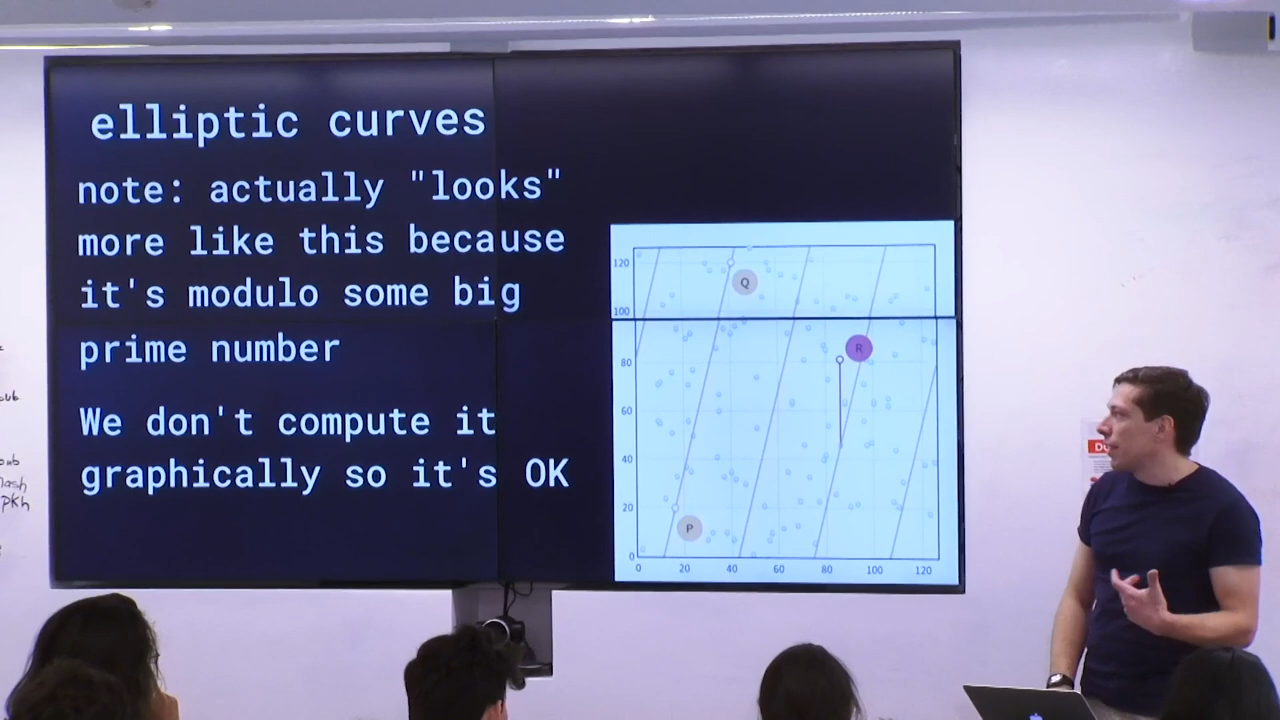 elliptic curves
note: actually "looks"
more like this because
it's modulo some big
prime number
We don't compute it
graphically so it's OK
120
Q
100
R
80
60
40
20
P
0
0 20 40 60 80 100 120